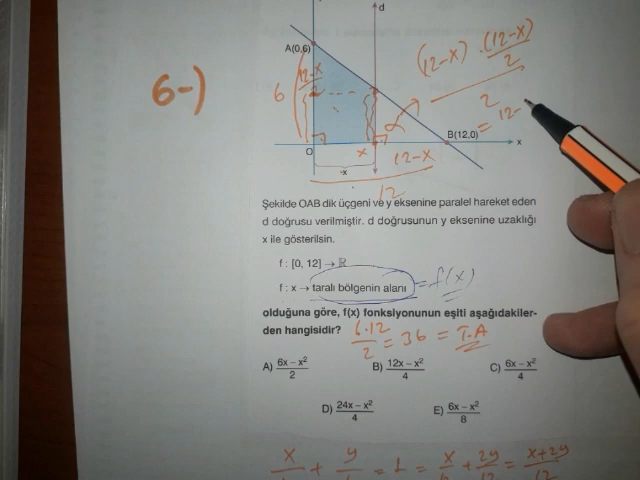 d
A(0,6)
(12-x) . (12-x)/2
12-x/2
6-)
6
2
= 12-
B(12,0)
O
x
12-x
x
x
12
Şekilde OAB dik üçgeni ve y eksenine paralel hareket eden
d doğrusu verilmiştir. d doğrusunun y eksenine uzaklığı
x ile gösterilsin.
f : [0, 12] → ℝ
f : x → taralı bölgenin alanı = f(x)
olduğuna göre, f(x) fonksiyonunun eşiti aşağıdakiler-
den hangisidir? 6.12/2 = 36 = T.A
A) 6x – x²/2 B) 12x – x²/4 C) 6x – x²/4
D) 24x – x²/4 E) 6x – x²/8
x/ + y/ = 1 = x/ + 2y/12 = x+2y/12